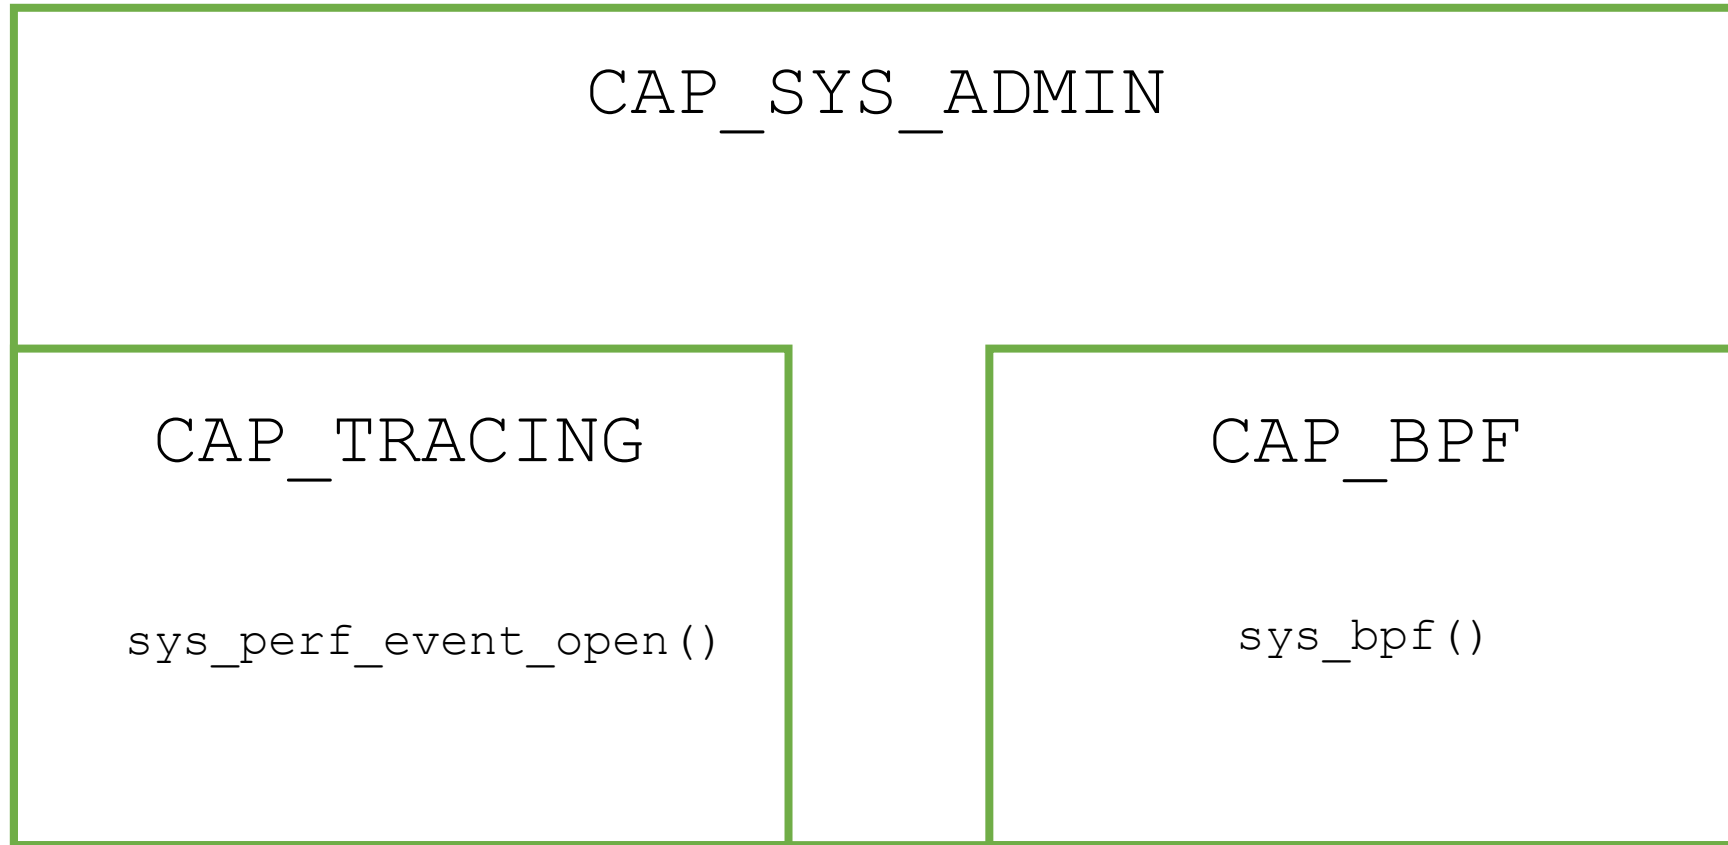 CAP_SYS_ADMIN
CAP_TRACING
CAP_BPF
sys_perf_event_open()
sys_bpf()